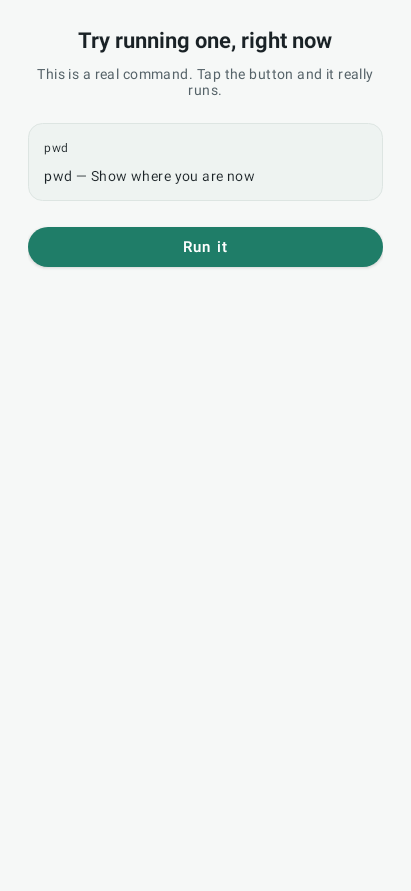 Try running one, right now
This is a real command. Tap the button and it really
runs.
pwd
pwd — Show where you are now
Run it